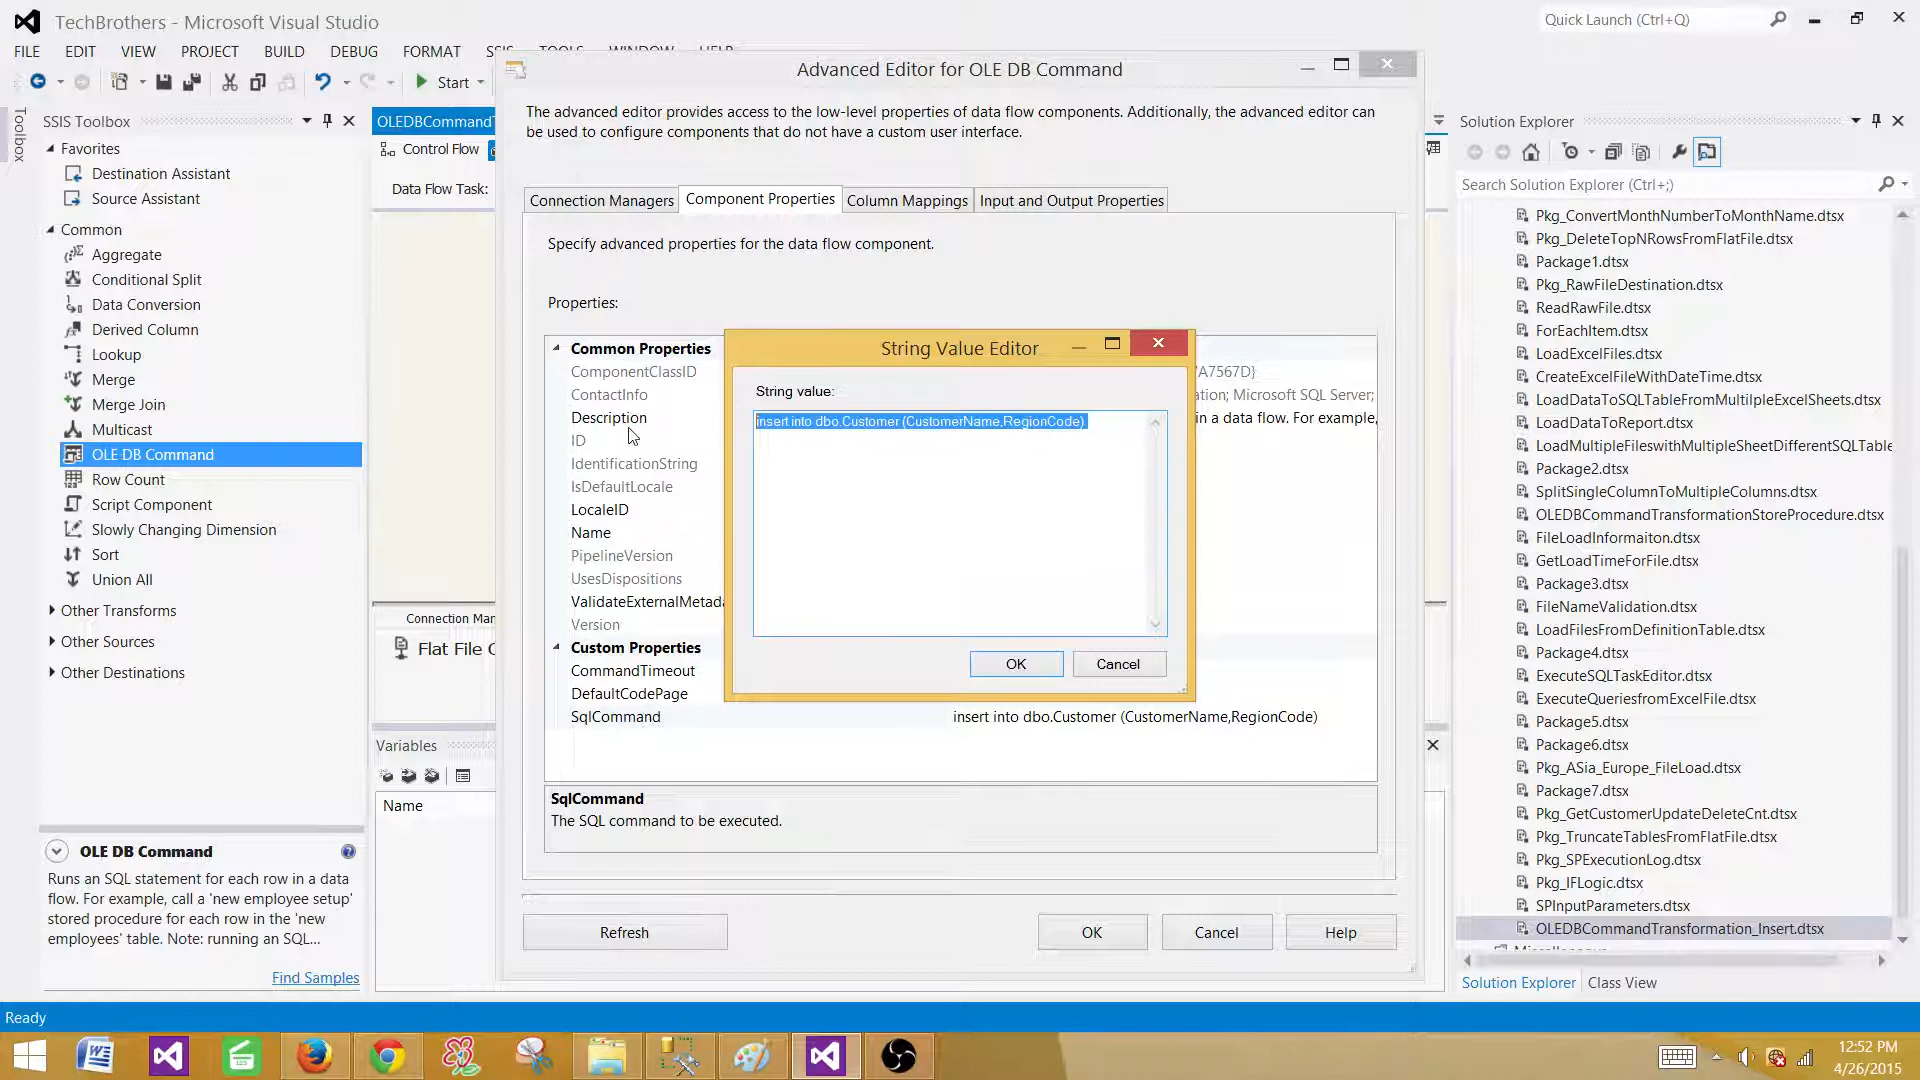 TechBrothers - Microsoft Visual Studio
Quick Launch (Ctrl+Q)
FILE EDIT VIEW PROJECT BUILD DEBUG FORMAT SSIS TOOLS WINDOW HELP
Start
Toolbox
SSIS Toolbox
Favorites
Destination Assistant
Source Assistant
Common
Aggregate
Conditional Split
Data Conversion
Derived Column
Lookup
Merge
Merge Join
Multicast
OLE DB Command
Row Count
Script Component
Slowly Changing Dimension
Sort
Union All
Other Transforms
Other Sources
Other Destinations
OLE DB Command
Runs an SQL statement for each row in a data
flow. For example, call a 'new employee setup'
stored procedure for each row in the 'new
employees' table. Note: running an SQL...
Find Samples
OLEDBCommandT
Control Flow
Data Flow Task:
Connection Man
Flat File C
Variables
Name
Advanced Editor for OLE DB Command
The advanced editor provides access to the low-level properties of data flow components. Additionally, the advanced editor can
be used to configure components that do not have a custom user interface.
Connection Managers Component Properties Column Mappings Input and Output Properties
Specify advanced properties for the data flow component.
Properties:
Common Properties
ComponentClassID A7567D}
ContactInfo ation; Microsoft SQL Server;
Description in a data flow. For example,
ID
IdentificationString
IsDefaultLocale
LocaleID
Name
PipelineVersion
UsesDispositions
ValidateExternalMetada
Version
Custom Properties
CommandTimeout
DefaultCodePage
SqlCommand insert into dbo.Customer (CustomerName,RegionCode)
SqlCommand
The SQL command to be executed.
Refresh OK Cancel Help
String Value Editor
String value:
insert into dbo.Customer (CustomerName,RegionCode)
OK Cancel
Solution Explorer
Search Solution Explorer (Ctrl+;)
Pkg_ConvertMonthNumberToMonthName.dtsx
Pkg_DeleteTopNRowsFromFlatFile.dtsx
Package1.dtsx
Pkg_RawFileDestination.dtsx
ReadRawFile.dtsx
ForEachItem.dtsx
LoadExcelFiles.dtsx
CreateExcelFileWithDateTime.dtsx
LoadDataToSQLTableFromMultilpleExcelSheets.dtsx
LoadDataToReport.dtsx
LoadMultipleFileswithMultipleSheetDifferentSQLTable
Package2.dtsx
SplitSingleColumnToMultipleColumns.dtsx
OLEDBCommandTransformationStoreProcedure.dtsx
FileLoadInformaiton.dtsx
GetLoadTimeForFile.dtsx
Package3.dtsx
FileNameValidation.dtsx
LoadFilesFromDefinitionTable.dtsx
Package4.dtsx
ExecuteSQLTaskEditor.dtsx
ExecuteQueriesfromExcelFile.dtsx
Package5.dtsx
Package6.dtsx
Pkg_ASia_Europe_FileLoad.dtsx
Package7.dtsx
Pkg_GetCustomerUpdateDeleteCnt.dtsx
Pkg_TruncateTablesFromFlatFile.dtsx
Pkg_SPExecutionLog.dtsx
Pkg_IFLogic.dtsx
SPInputParameters.dtsx
OLEDBCommandTransformation_Insert.dtsx
Solution Explorer Class View
Ready
12:52 PM
4/26/2015